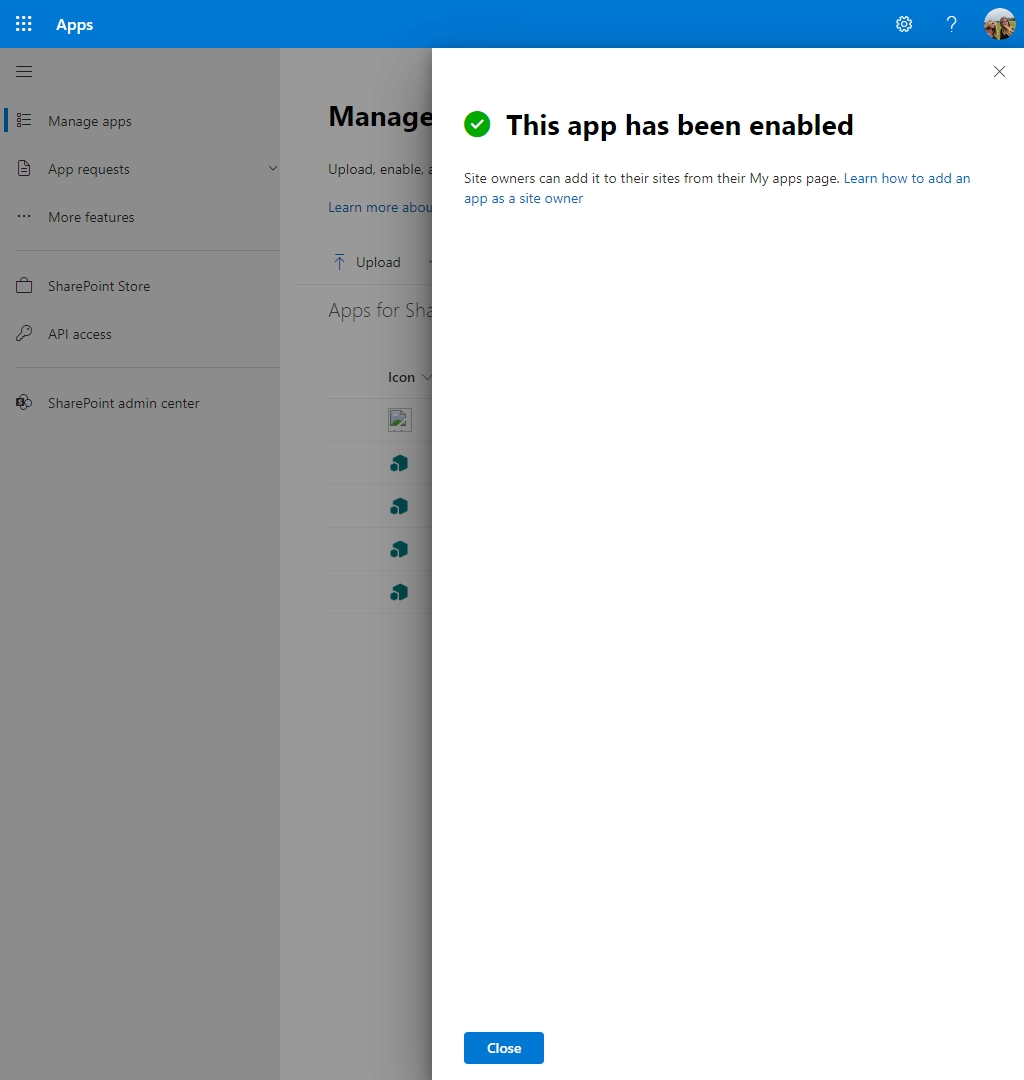 Apps
Manage apps
App requests
More features
SharePoint Store
API access
SharePoint admin center
Manage
Upload, enable,
Learn more
Upload
Apps for
Icon
This app has been enabled
Site owners can add it to their sites from their My apps page. Learn how to add an
app as a site owner
Close